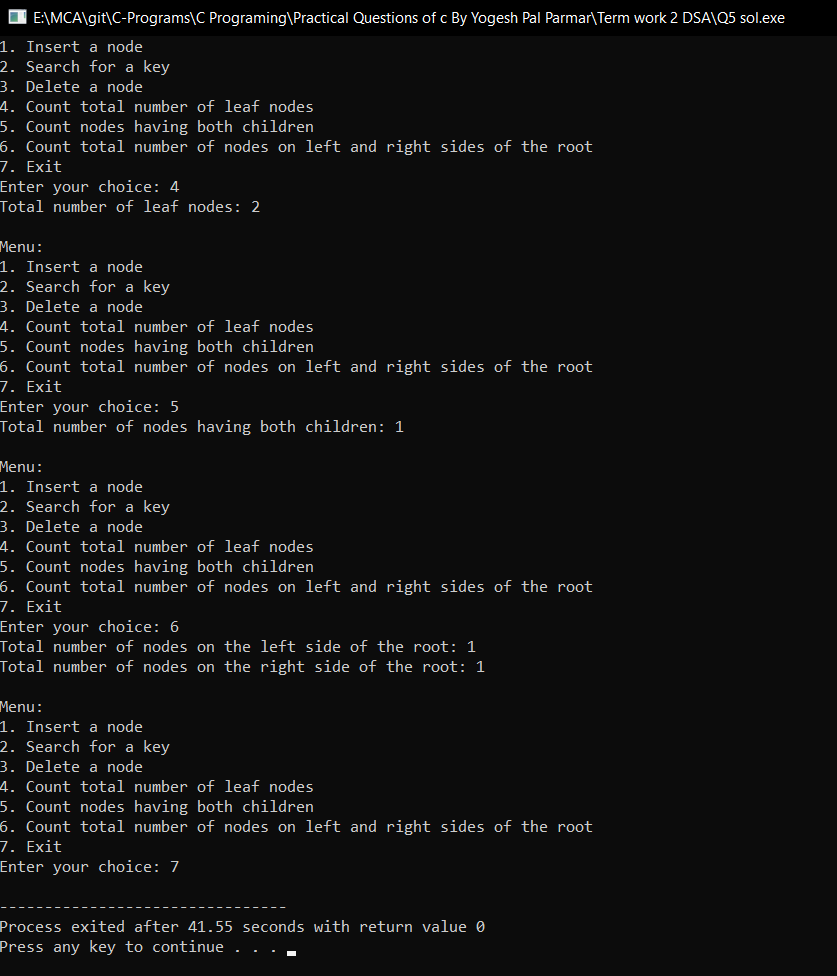 E:\MCA\git\C-Programs\C Programing\Practical Questions of c By Yogesh Pal Parmar\Term work 2 DSA\Q5 sol.exe
1. Insert a node
2. Search for a key
3. Delete a node
4. Count total number of leaf nodes
5. Count nodes having both children
6. Count total number of nodes on left and right sides of the root
7. Exit
Enter your choice: 4
Total number of leaf nodes: 2

Menu:
1. Insert a node
2. Search for a key
3. Delete a node
4. Count total number of leaf nodes
5. Count nodes having both children
6. Count total number of nodes on left and right sides of the root
7. Exit
Enter your choice: 5
Total number of nodes having both children: 1

Menu:
1. Insert a node
2. Search for a key
3. Delete a node
4. Count total number of leaf nodes
5. Count nodes having both children
6. Count total number of nodes on left and right sides of the root
7. Exit
Enter your choice: 6
Total number of nodes on the left side of the root: 1
Total number of nodes on the right side of the root: 1

Menu:
1. Insert a node
2. Search for a key
3. Delete a node
4. Count total number of leaf nodes
5. Count nodes having both children
6. Count total number of nodes on left and right sides of the root
7. Exit
Enter your choice: 7

--------------------------------
Process exited after 41.55 seconds with return value 0
Press any key to continue . . .